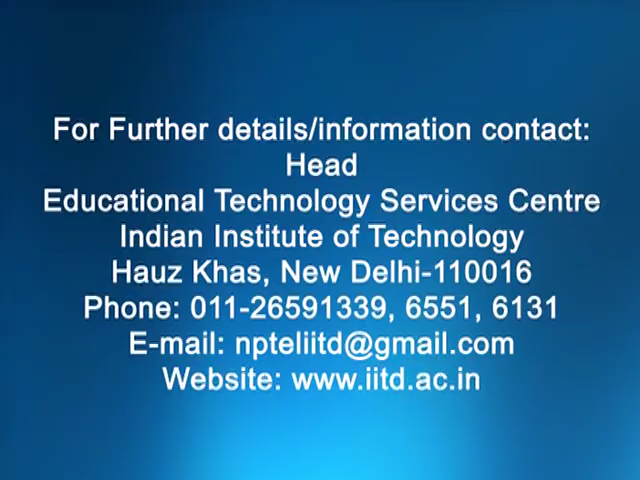 For Further details/information contact:
Head
Educational Technology Services Centre
Indian Institute of Technology
Hauz Khas, New Delhi-110016
Phone: 011-26591339, 6551, 6131
E-mail: npteliitd@gmail.com
Website: www.iitd.ac.in